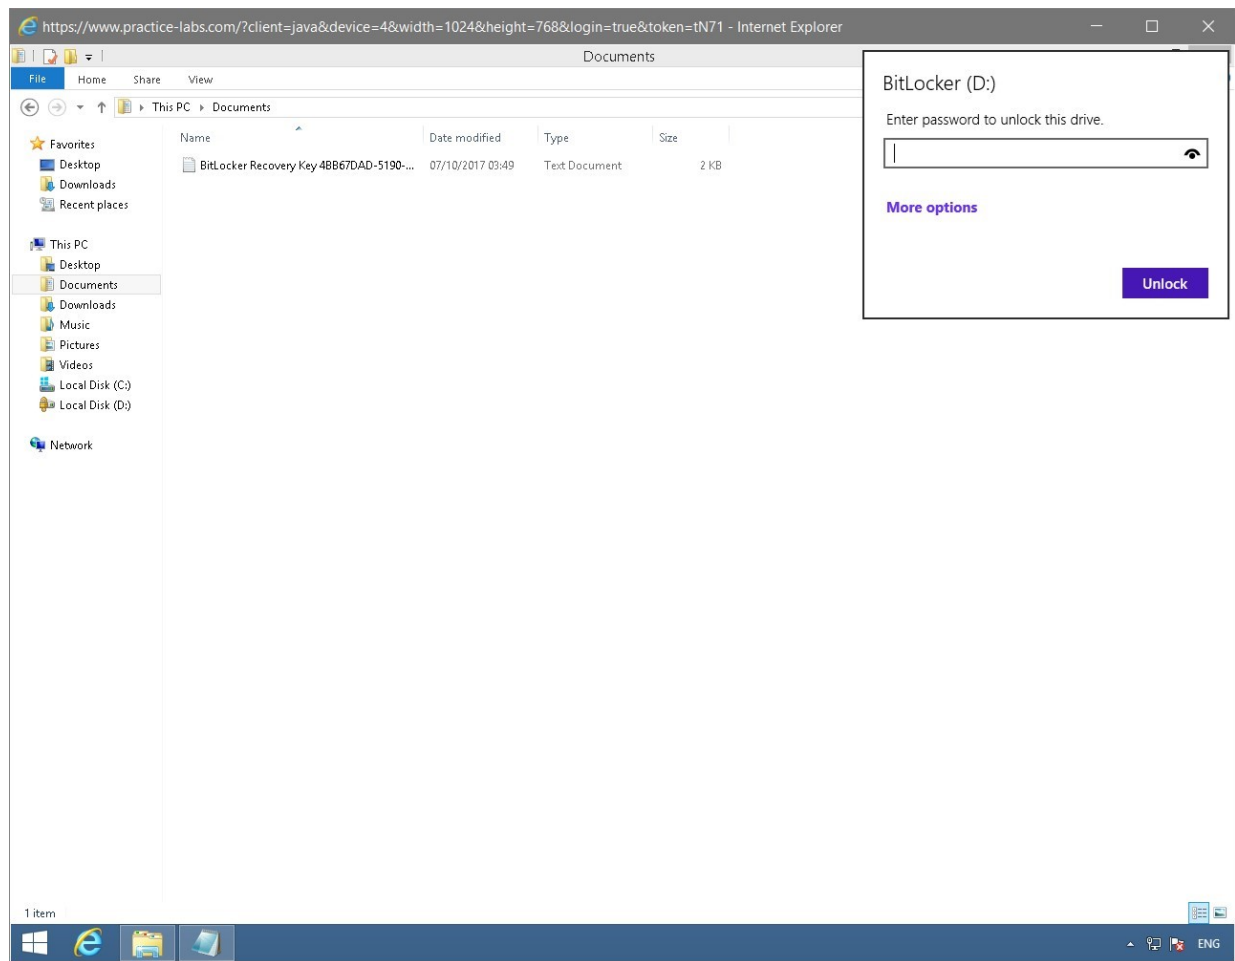 https://www.practice-labs.com/?client=java&device=4&width=1024&height=768&login=true&token=tN71 - Internet Explorer
Documents
File Home Share View
This PC Documents
Name Date modified Type Size
BitLocker Recovery Key 4BB67DAD-5190-... 07/10/2017 03:49 Text Document 2 KB
Favorites
Desktop
Downloads
Recent places
This PC
Desktop
Documents
Downloads
Music
Pictures
Videos
Local Disk (C:)
Local Disk (D:)
Network
BitLocker (D:)
Enter password to unlock this drive.
More options
Unlock
1 item
ENG